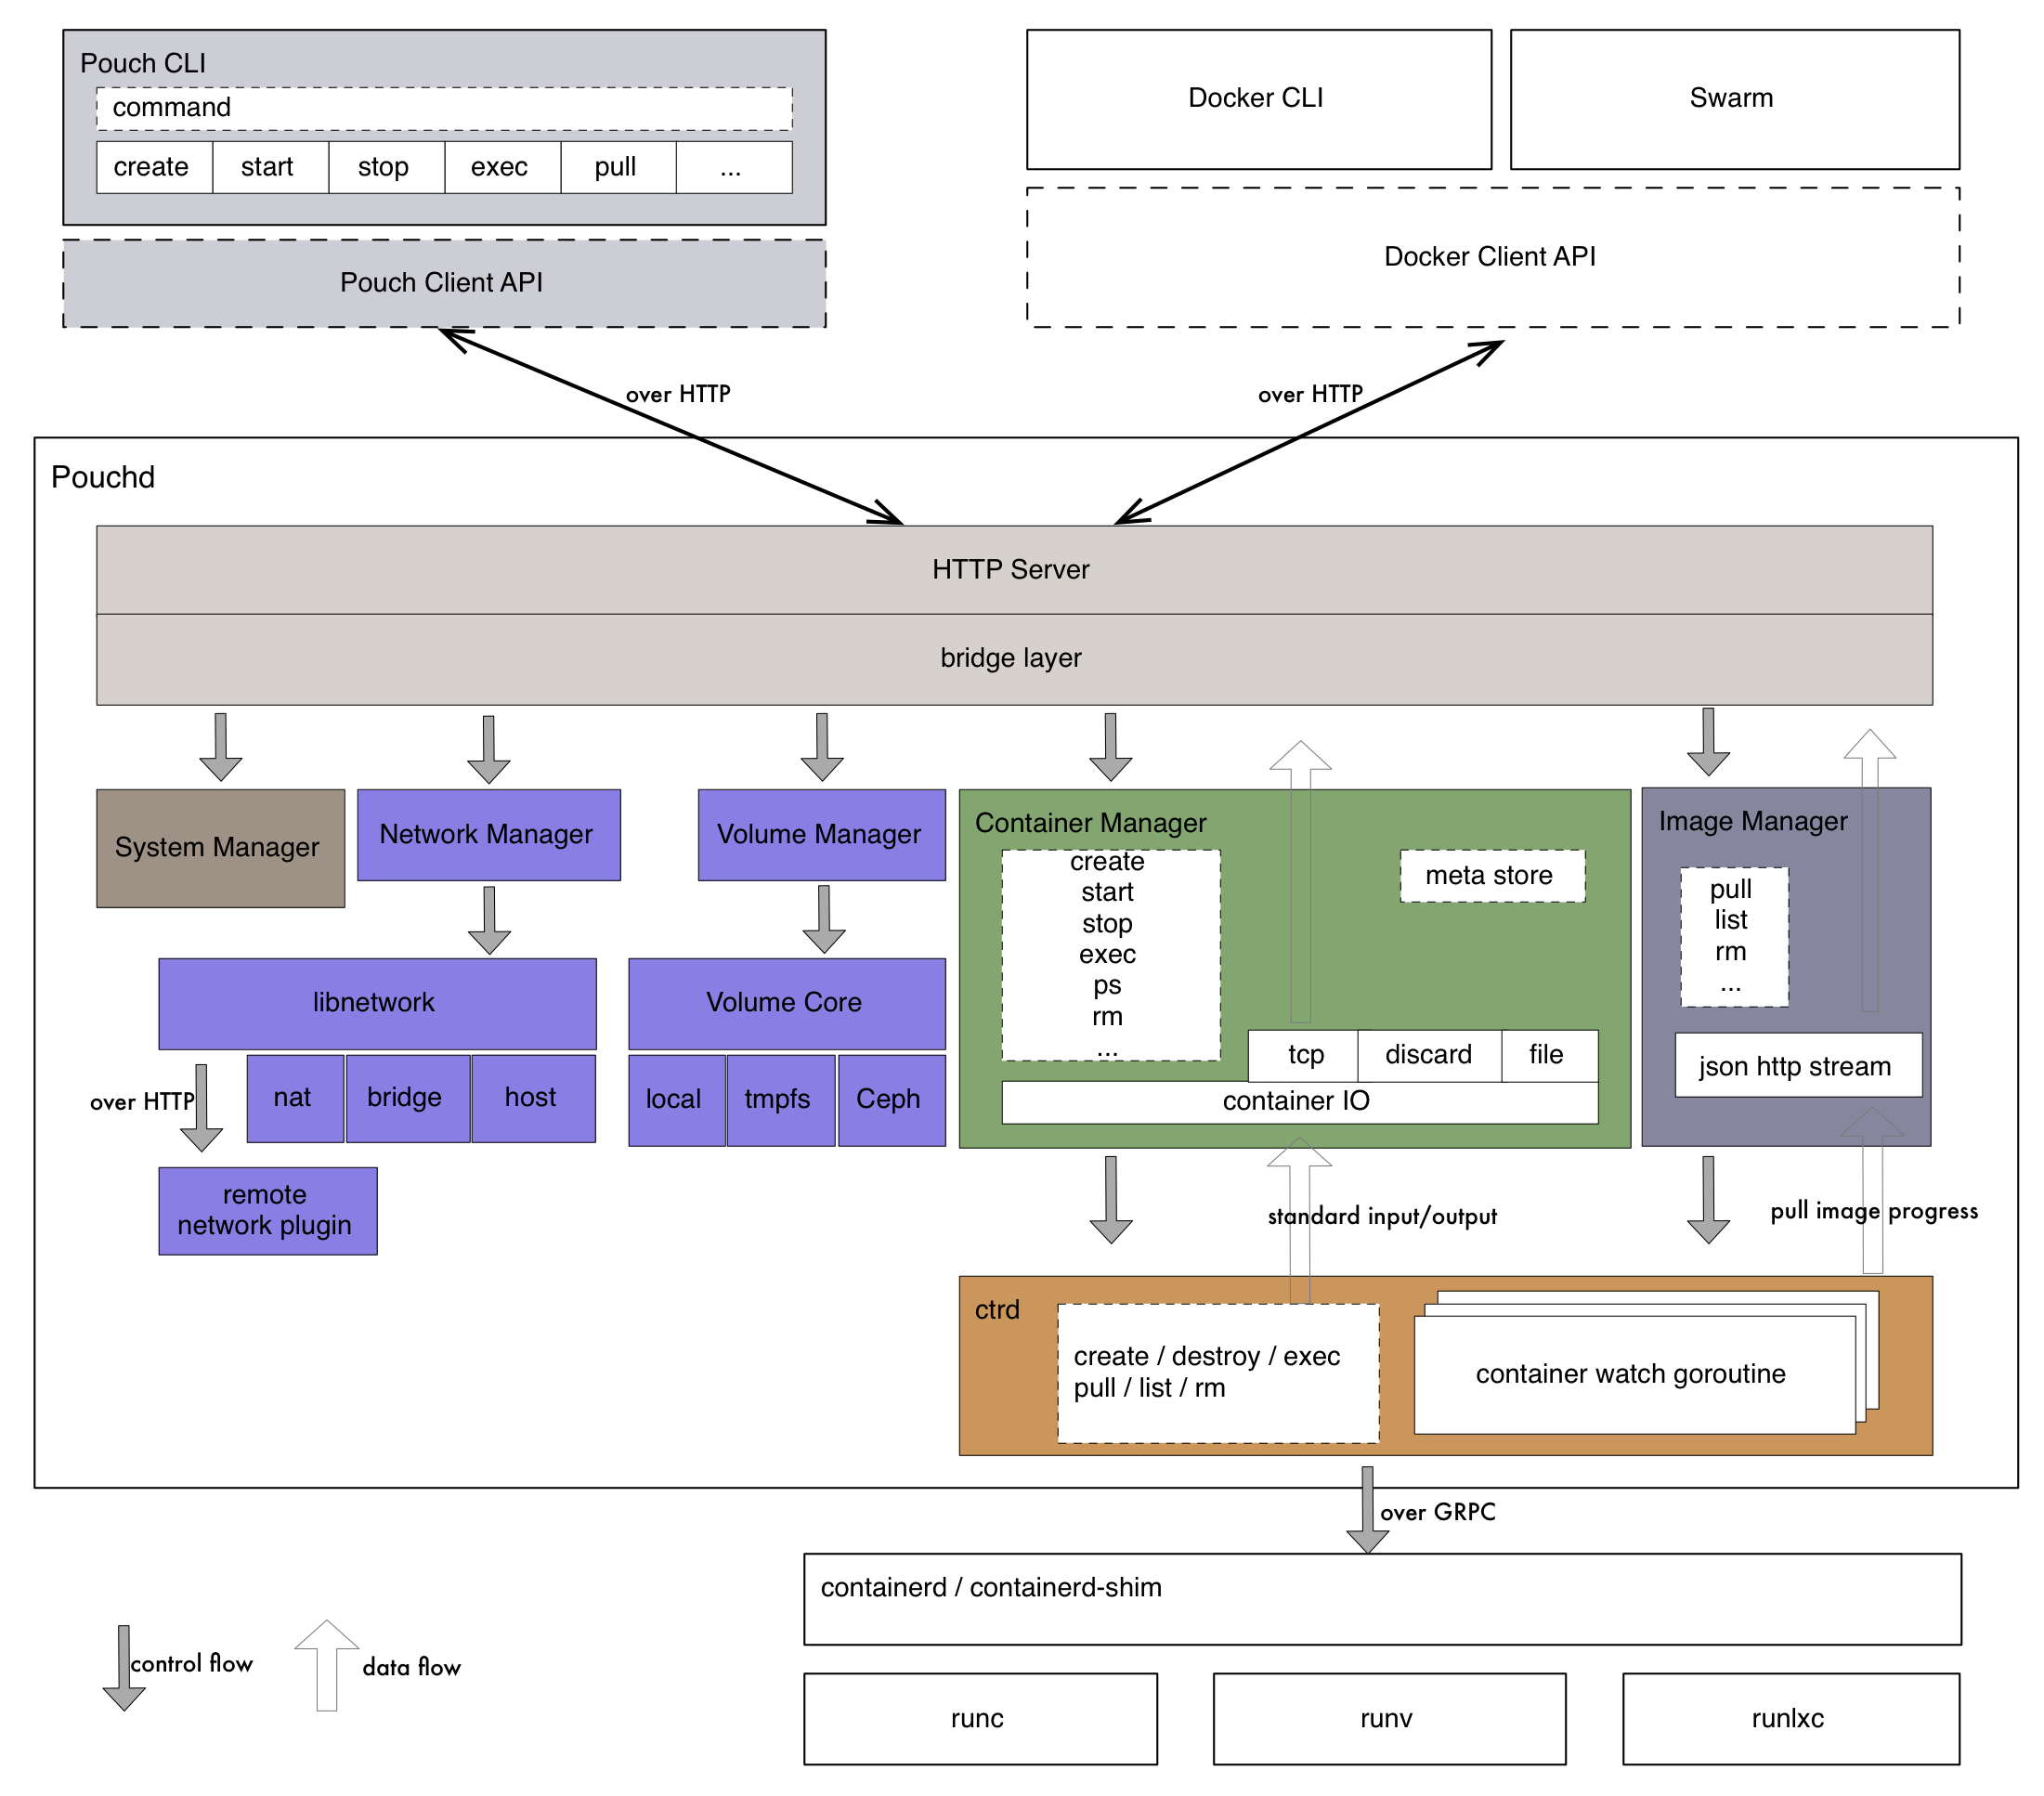 Pouch CLI
command
create
start
stop
exec
pull
...
Pouch Client API
Docker CLI
Swarm
Docker Client API
over HTTP
over HTTP
Pouchd
HTTP Server
bridge layer
System Manager
Network Manager
Volume Manager
libnetwork
Volume Core
over HTTP
nat
bridge
host
local
tmpfs
Ceph
remote
network plugin
Container Manager
create
start
stop
exec
ps
rm
...
meta store
tcp
discard
file
container IO
Image Manager
pull
list
rm
...
json http stream
standard input/output
pull image progress
ctrd
create / destroy / exec
pull / list / rm
container watch goroutine
over GRPC
containerd / containerd-shim
runc
runv
runlxc
control flow
data flow